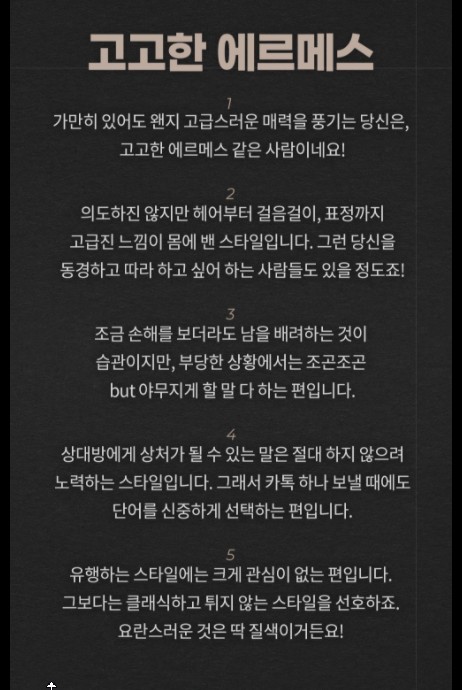 고고한 에르메스
1
가만히 있어도 왠지 고급스러운 매력을 풍기는 당신은,
고고한 에르메스 같은 사람이네요!
2
의도하진 않지만 헤어부터 걸음걸이, 표정까지
고급진 느낌이 몸에 밴 스타일입니다. 그런 당신을
동경하고 따라 하고 싶어 하는 사람들도 있을 정도죠!
3
조금 손해를 보더라도 남을 배려하는 것이
습관이지만, 부당한 상황에서는 조곤조곤
but 야무지게 할 말 다 하는 편입니다.
4
상대방에게 상처가 될 수 있는 말은 절대 하지 않으려
노력하는 스타일입니다. 그래서 카톡 하나 보낼 때에도
단어를 신중하게 선택하는 편입니다.
5
유행하는 스타일에는 크게 관심이 없는 편입니다.
그보다는 클래식하고 튀지 않는 스타일을 선호하죠.
요란스러운 것은 딱 질색이거든요!